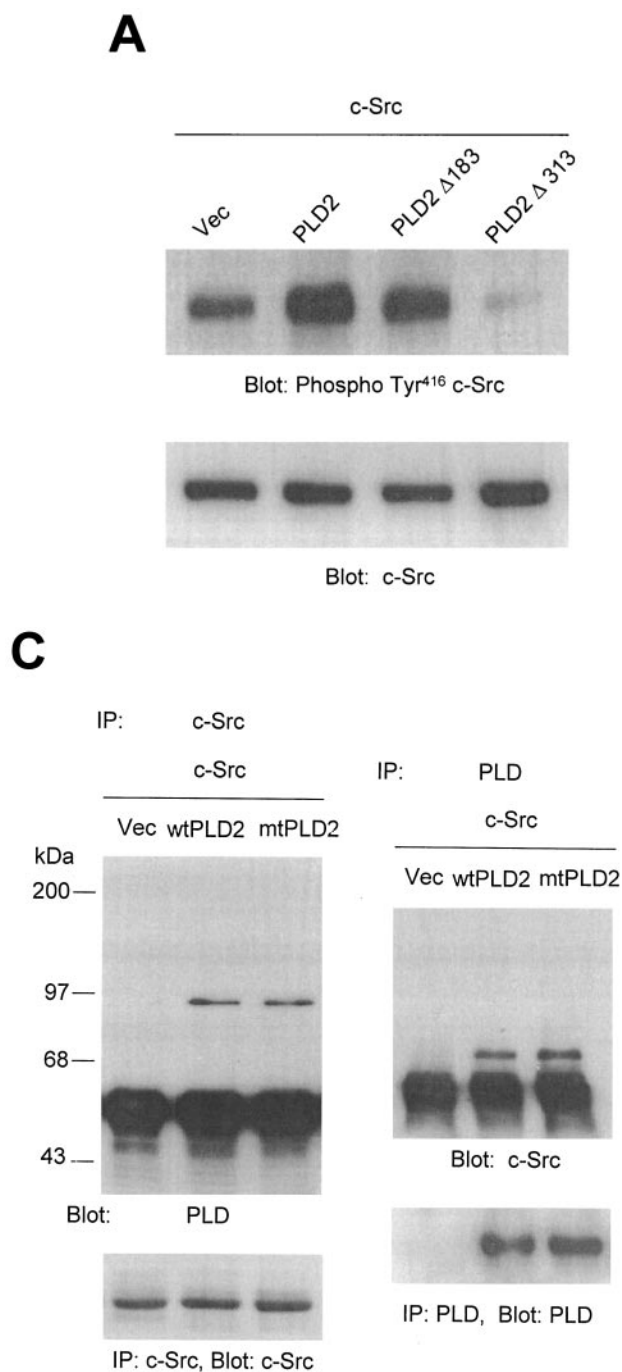 A
c-Src
Vec PLD2 PLD2 Δ183 PLD2 Δ 313
Blot: Phospho Tyr⁴¹⁶ c-Src
Blot: c-Src
C
IP: c-Src
c-Src
Vec wtPLD2 mtPLD2
kDa
200
97
68
43
Blot: PLD
IP: c-Src, Blot: c-Src
IP: PLD
c-Src
Vec wtPLD2 mtPLD2
Blot: c-Src
IP: PLD, Blot: PLD